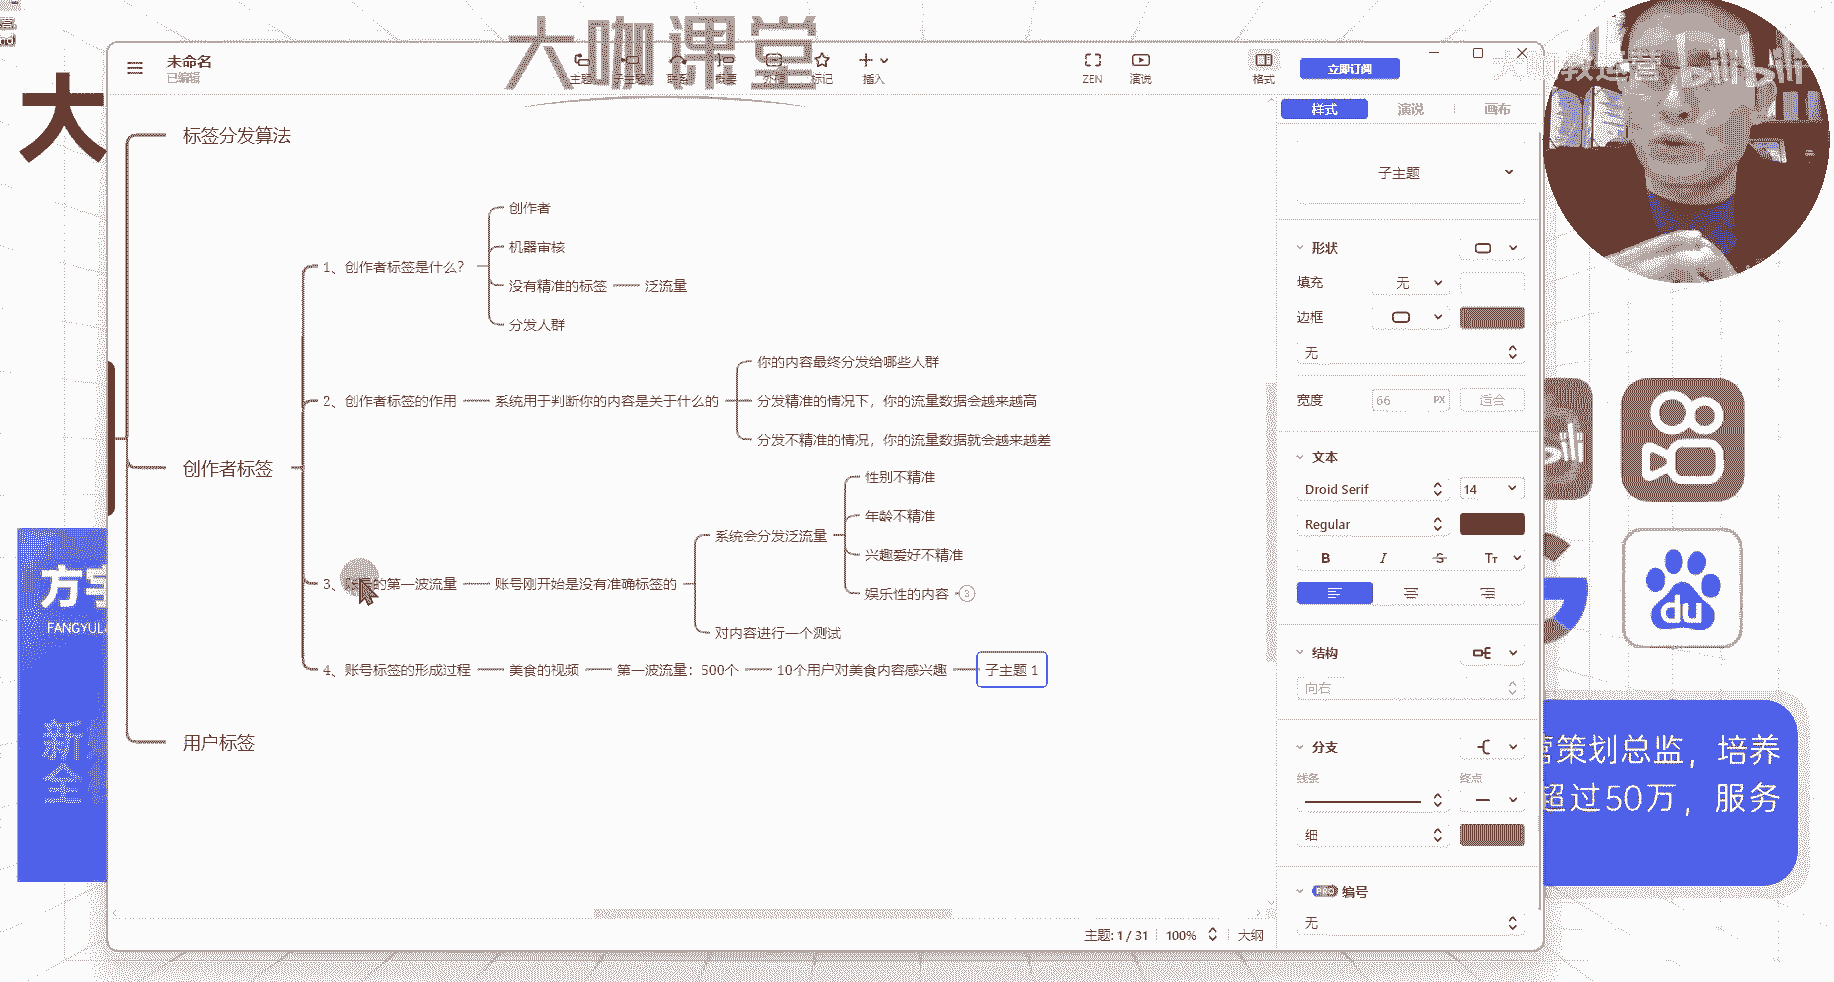 大咖课堂
大
未命名
已编辑
主题
子主题
联系
概要
外框
标记
插入
ZEN
演说
格式
立即订阅
bilibili
样式
演说
画布
子主题
形状
填充
无
边框
无
宽度
66
PX
适合
文本
Droid Serif
14
Regular
B
I
S
TT
结构
向右
分支
线条
终点
细
PRO
编号
无
标签分发算法
创作者标签
1、创作者标签是什么?
创作者
机器审核
没有精准的标签
泛流量
分发人群
2、创作者标签的作用
系统用于判断你的内容是关于什么的
你的内容最终分发给哪些人群
分发精准的情况下，你的流量数据会越来越高
分发不精准的情况，你的流量数据就会越来越差
的第一波流量
3、
账号刚开始是没有准确标签的
系统会分发泛流量
性别不精准
年龄不精准
兴趣爱好不精准
娱乐性的内容
3
对内容进行一个测试
4、账号标签的形成过程
美食的视频
第一波流量：500个
10个用户对美食内容感兴趣
子主题 1
用户标签
主题: 1 / 31
100%
大纲
方宇
FANGYUL
新
全
du
营策划总监，培养
超过50万，服务